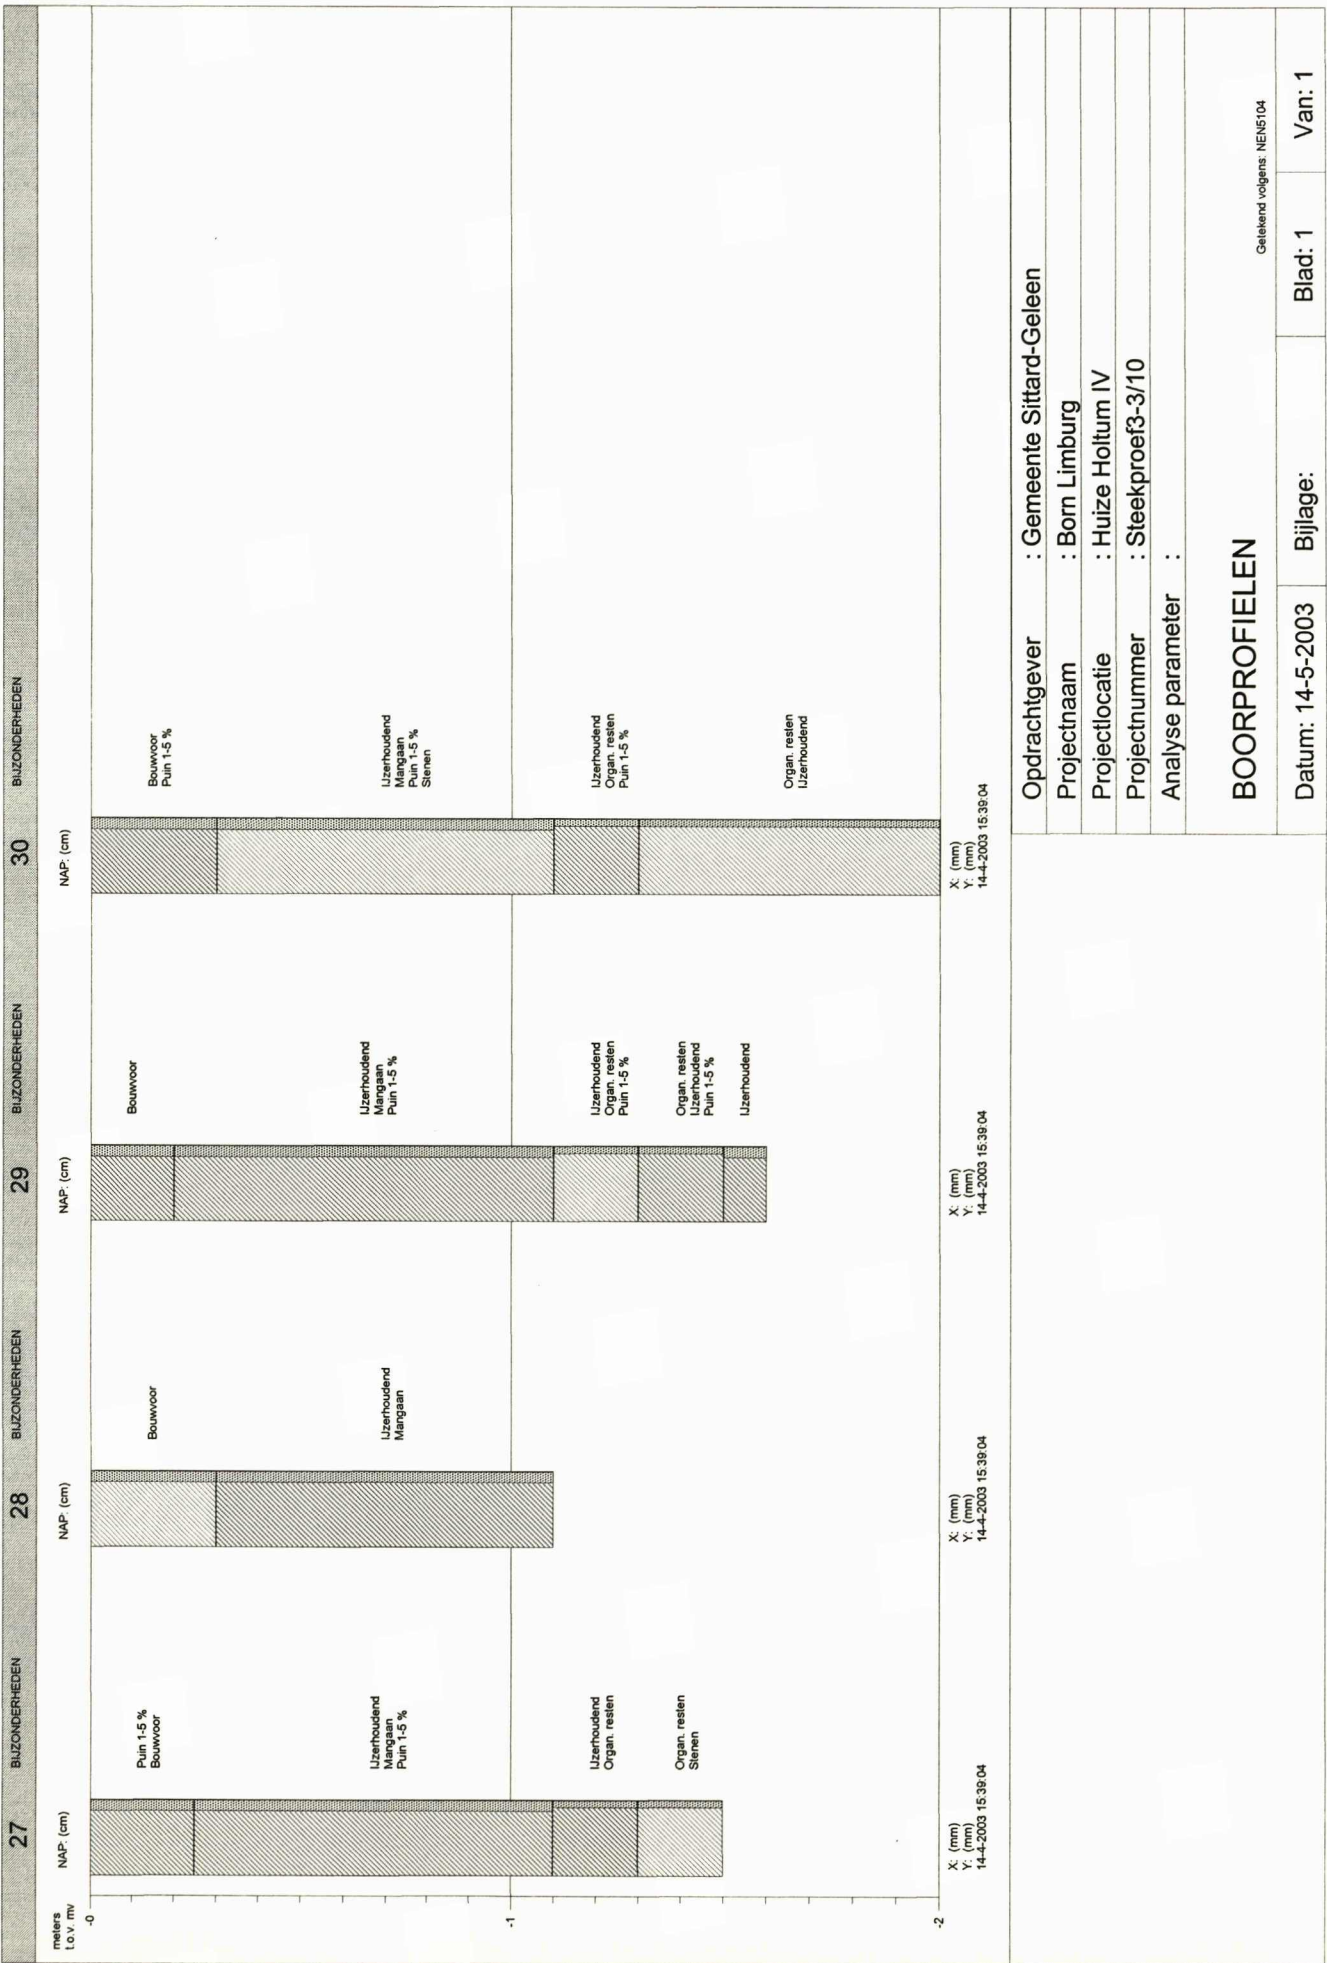 27 BIJZONDERHEDEN 28 BIJZONDERHEDEN 29 BIJZONDERHEDEN 30 BIJZONDERHEDEN
meters
t.o.v. mv
NAP: (cm) NAP: (cm) NAP: (cm) NAP: (cm)
-0
-1
-2
Puin 1-5 %
Bouwvoor
IJzerhoudend
Mangaan
Puin 1-5 %
IJzerhoudend
Organ. resten
Organ. resten
Stenen
X: (mm)
Y: (mm)
14-4-2003 15:39:04
Bouwvoor
IJzerhoudend
Mangaan
X: (mm)
Y: (mm)
14-4-2003 15:39:04
Bouwvoor
IJzerhoudend
Mangaan
Puin 1-5 %
IJzerhoudend
Organ. resten
Puin 1-5 %
Organ. resten
IJzerhoudend
Puin 1-5 %
IJzerhoudend
X: (mm)
Y: (mm)
14-4-2003 15:39:04
Bouwvoor
Puin 1-5 %
IJzerhoudend
Mangaan
Puin 1-5 %
Stenen
IJzerhoudend
Organ. resten
Puin 1-5 %
Organ. resten
IJzerhoudend
X: (mm)
Y: (mm)
14-4-2003 15:39:04
Opdrachtgever : Gemeente Sittard-Geleen
Projectnaam : Born Limburg
Projectlocatie : Huize Holtum IV
Projectnummer : Steekproef3-3/10
Analyse parameter :
BOORPROFIELEN
Getekend volgens: NEN5104
Datum: 14-5-2003 Bijlage: Blad: 1 Van: 1